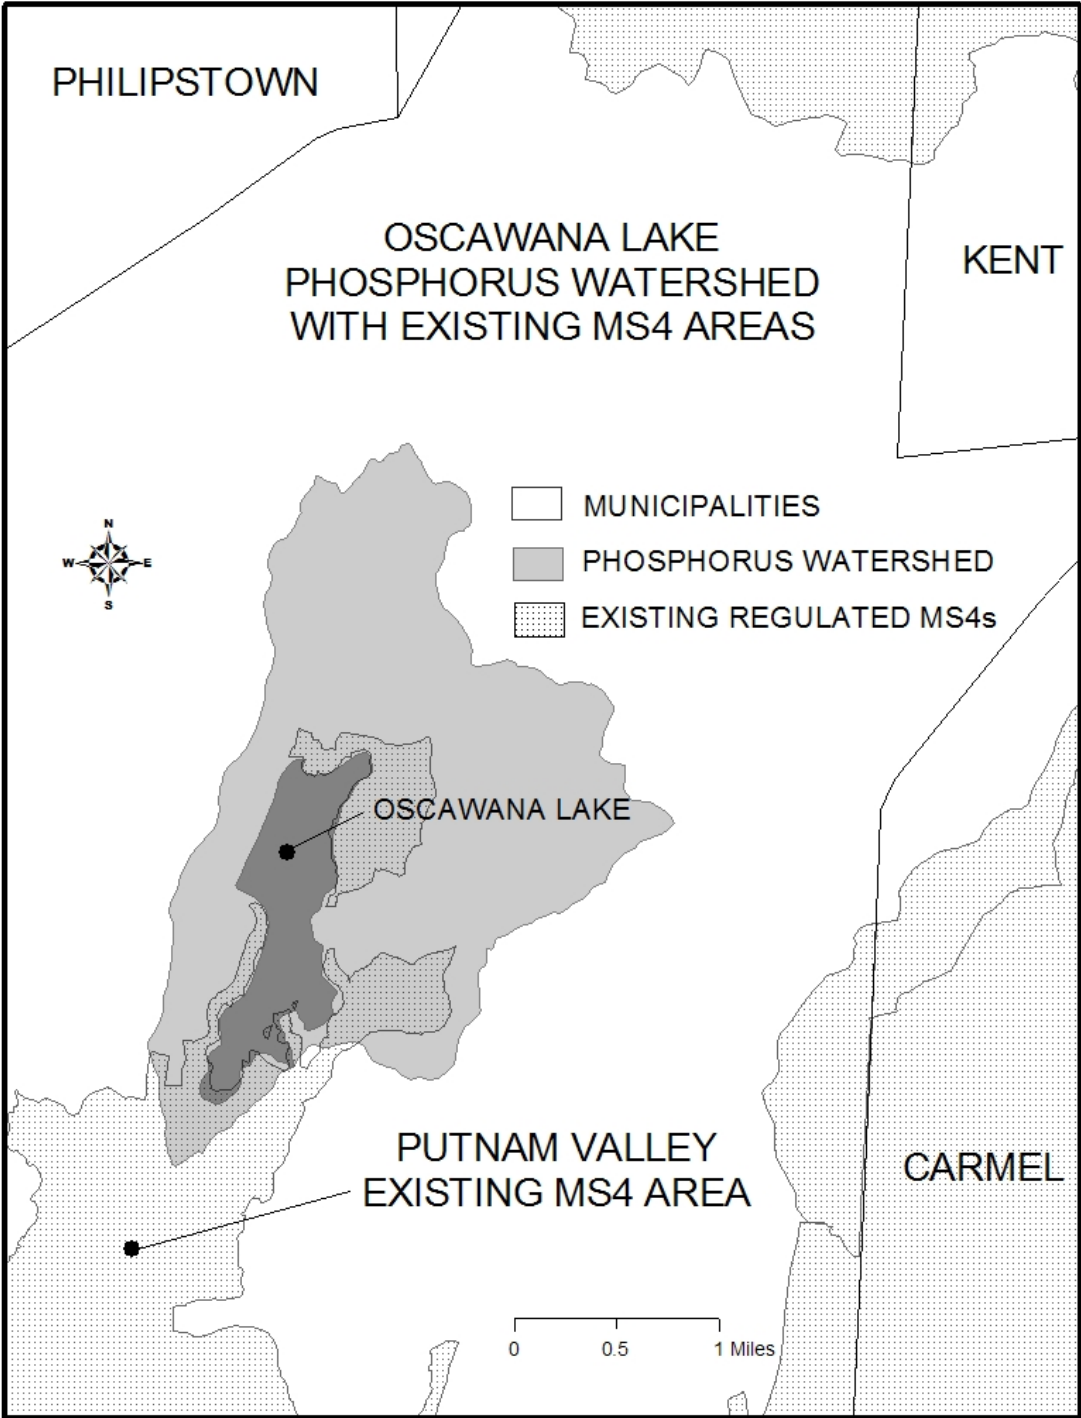 PHILIPSTOWN
OSCAWANA LAKE
PHOSPHORUS WATERSHED
WITH EXISTING MS4 AREAS
KENT
MUNICIPALITIES
PHOSPHORUS WATERSHED
EXISTING REGULATED MS4s
N
W E
S
OSCAWANA LAKE
PUTNAM VALLEY
EXISTING MS4 AREA
CARMEL
0 0.5 1 Miles